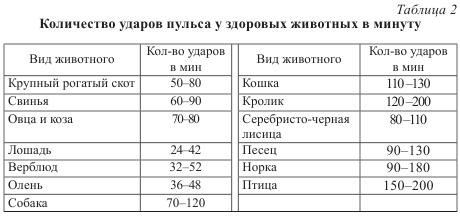 Таблица 2
Количество ударов пульса у здоровых животных в минуту
Вид животного Кол-во ударов в мин Вид животного Кол-во ударов в мин
Крупный рогатый скот 50–80 Кошка 110–130
Свинья 60–90 Кролик 120–200
Овца и коза 70-80 Серебристо-черная лисица 80–110
Лошадь 24–42 Песец 90–130
Верблюд 32–52 Норка 90–180
Олень 36–48 Птица 150–200
Собака 70–120